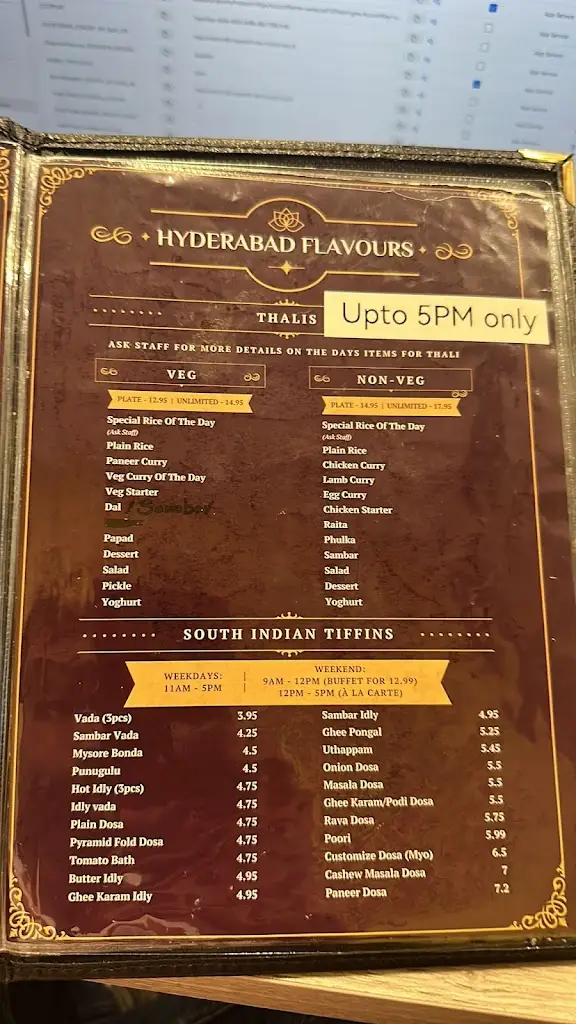 HYDERABAD FLAVOURS
THALIS
Upto 5PM only
ASK STAFF FOR MORE DETAILS ON THE DAYS ITEMS FOR THALI
VEG
PLATE - 12.95 | UNLIMITED - 14.95
Special Rice Of The Day
(Ask Staff)
Plain Rice
Paneer Curry
Veg Curry Of The Day
Veg Starter
Dal / Sambar
Papad
Dessert
Salad
Pickle
Yoghurt
NON-VEG
PLATE - 14.95 | UNLIMITED - 17.95
Special Rice Of The Day
(Ask Staff)
Plain Rice
Chicken Curry
Lamb Curry
Egg Curry
Chicken Starter
Raita
Phulka
Sambar
Salad
Dessert
Yoghurt
SOUTH INDIAN TIFFINS
WEEKDAYS:
11AM - 5PM
WEEKEND:
9AM - 12PM (BUFFET FOR 12.99)
12PM - 5PM (À LA CARTE)
Vada (3pcs) 3.95
Sambar Vada 4.25
Mysore Bonda 4.5
Punugulu 4.5
Hot Idly (3pcs) 4.75
Idly vada 4.75
Plain Dosa 4.75
Pyramid Fold Dosa 4.75
Tomato Bath 4.75
Butter Idly 4.95
Ghee Karam Idly 4.95
Sambar Idly 4.95
Ghee Pongal 5.25
Uthappam 5.45
Onion Dosa 5.5
Masala Dosa 5.5
Ghee Karam/Podi Dosa 5.5
Rava Dosa 5.75
Poori 5.99
Customize Dosa (Myo) 6.5
Cashew Masala Dosa 7
Paneer Dosa 7.2